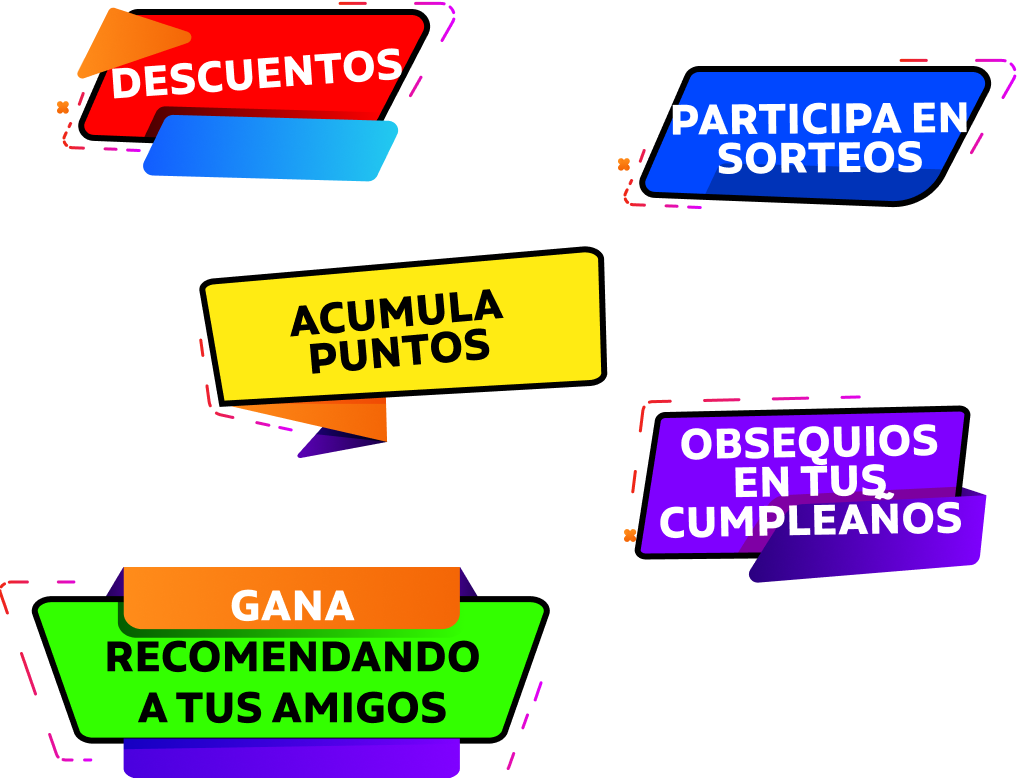 DESCUENTOS
PARTICIPA EN
SORTEOS
ACUMULA
PUNTOS
OBSEQUIOS
EN TUS
CUMPLEAÑOS
GANA
RECOMENDANDO
A TUS AMIGOS